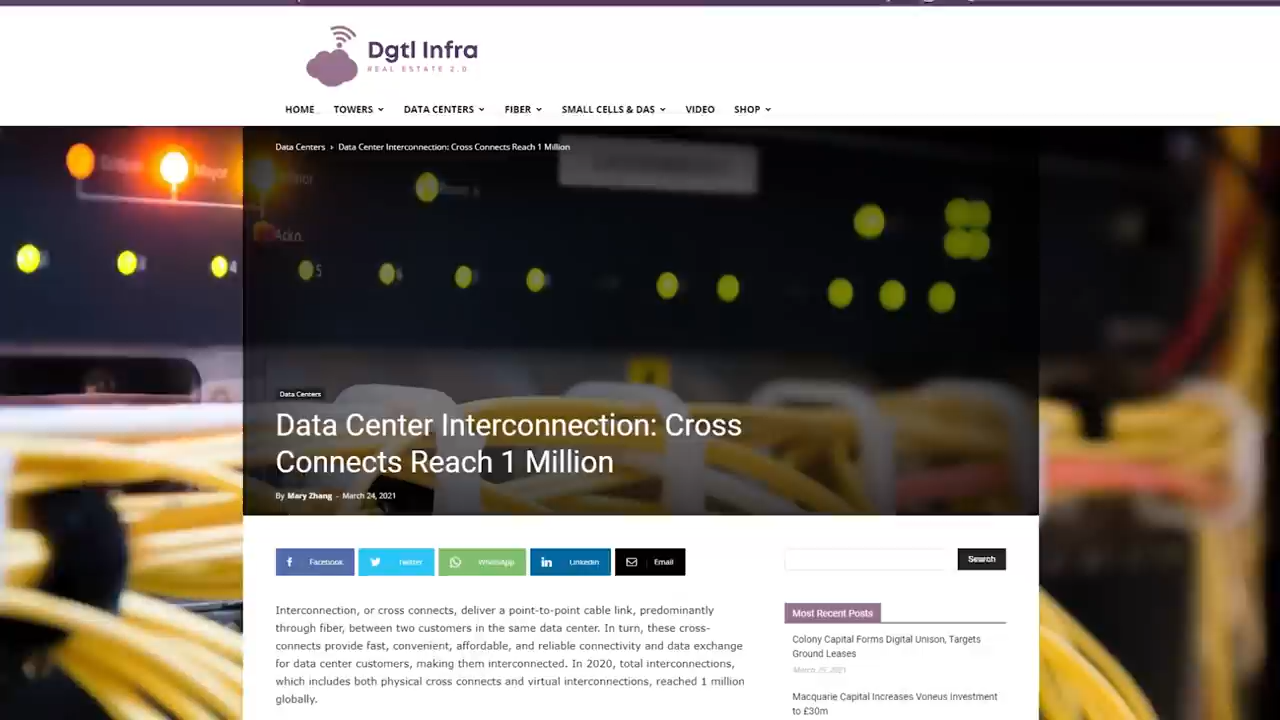 Dgtl Infra
REAL ESTATE 2.0
HOME TOWERS DATA CENTERS FIBER SMALL CELLS & DAS VIDEO SHOP
Data Centers › Data Center Interconnection: Cross Connects Reach 1 Million
Major
Ackn.
5
Data Centers
Data Center Interconnection: Cross
Connects Reach 1 Million
By Mary Zhang - March 24, 2021
Facebook Twitter WhatsApp Linkedin Email
Search
Interconnection, or cross connects, deliver a point-to-point cable link, predominantly
through fiber, between two customers in the same data center. In turn, these cross-
connects provide fast, convenient, affordable, and reliable connectivity and data exchange
for data center customers, making them interconnected. In 2020, total interconnections,
which includes both physical cross connects and virtual interconnections, reached 1 million
globally.
Most Recent Posts
Colony Capital Forms Digital Unison, Targets
Ground Leases
Macquarie Capital Increases Voneus Investment
to £30m